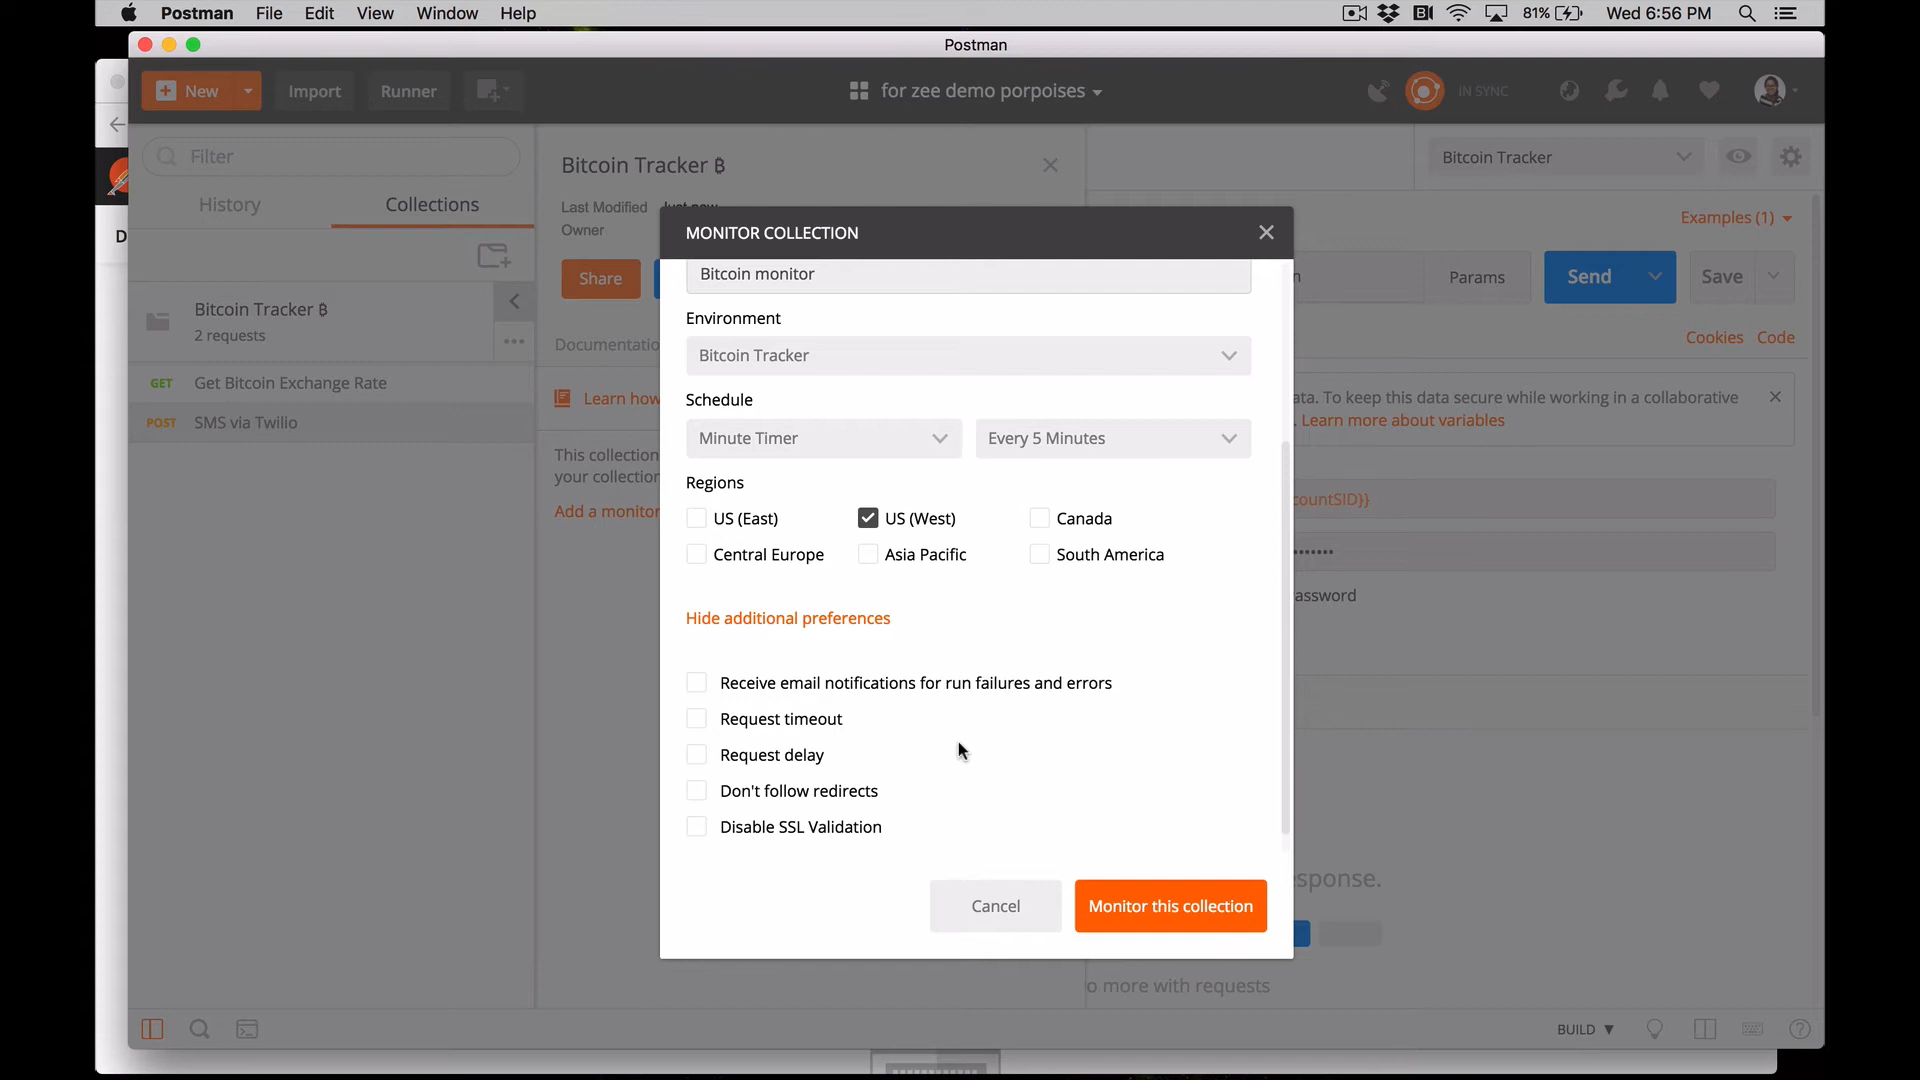 Postman File Edit View Window Help 81% Wed 6:56 PM
Postman
New Import Runner for zee demo porpoises IN SYNC
Filter
History Collections
Bitcoin Tracker ₿
2 requests
GET Get Bitcoin Exchange Rate
POST SMS via Twilio
D
Bitcoin Tracker ₿
Last Modified
Owner
Share
Documentatio
Learn how
This collection
your collection
Add a monitor
MONITOR COLLECTION
Bitcoin monitor
Environment
Bitcoin Tracker
Schedule
Minute Timer Every 5 Minutes
Regions
US (East) US (West) Canada
Central Europe Asia Pacific South America
Hide additional preferences
Receive email notifications for run failures and errors
Request timeout
Request delay
Don't follow redirects
Disable SSL Validation
Cancel Monitor this collection
Bitcoin Tracker
Examples (1)
n Params Send Save
Cookies Code
ata. To keep this data secure while working in a collaborative
. Learn more about variables
countSID}}
assword
esponse.
o more with requests
BUILD